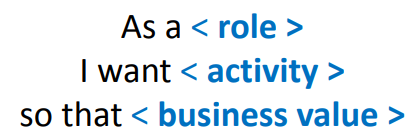 As a < role >
I want < activity >
so that < business value >